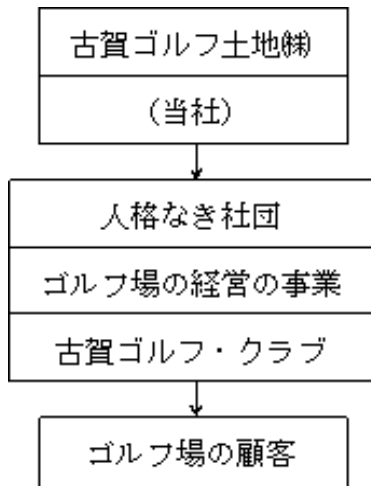 古賀ゴルフ土地㈱
(当社)
人格なき社団
ゴルフ場の経営の事業
古賀ゴルフ・クラブ
ゴルフ場の顧客